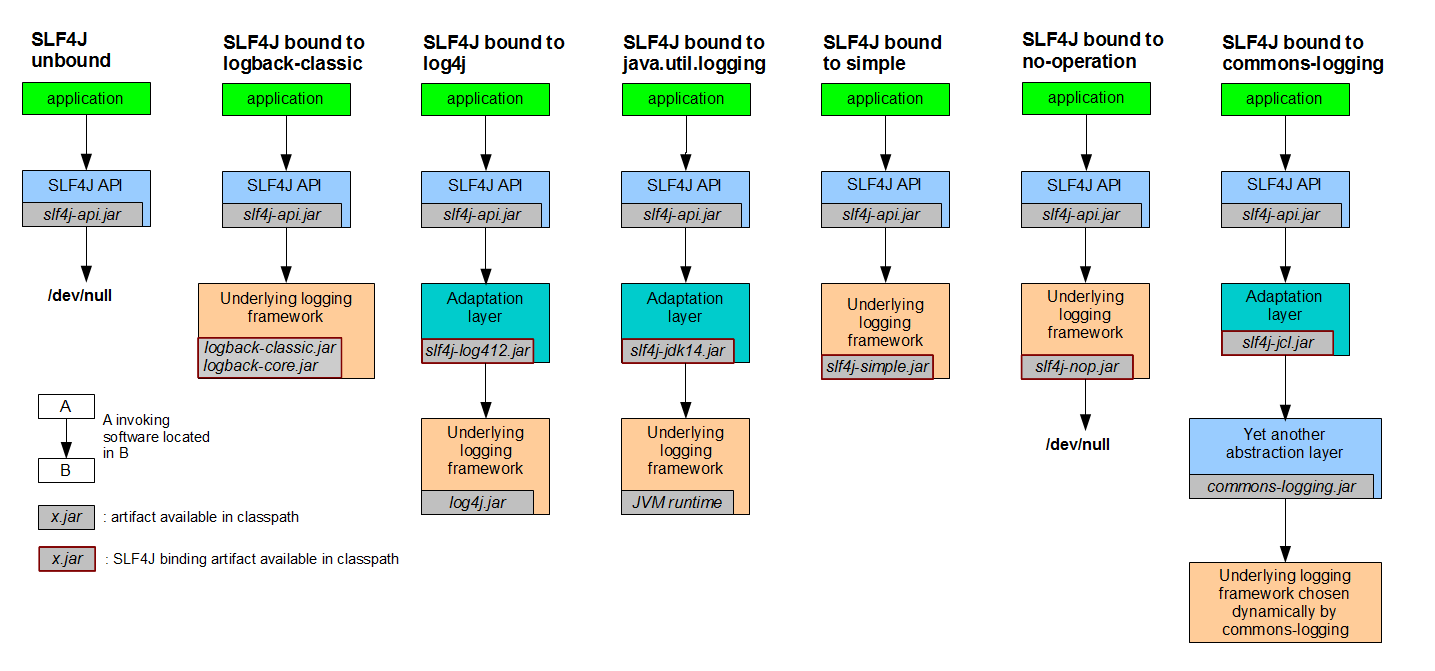 SLF4J
unbound
application
SLF4J API
slf4j-api.jar
/dev/null
SLF4J bound to
logback-classic
application
SLF4J API
slf4j-api.jar
Underlying logging
framework
logback-classic.jar
logback-core.jar
SLF4J bound to
log4j
application
SLF4J API
slf4j-api.jar
Adaptation
layer
slf4j-log412.jar
Underlying
logging
framework
log4j.jar
SLF4J bound to
java.util.logging
application
SLF4J API
slf4j-api.jar
Adaptation
layer
slf4j-jdk14.jar
Underlying
logging
framework
JVM runtime
SLF4J bound
to simple
application
SLF4J API
slf4j-api.jar
Underlying
logging
framework
slf4j-simple.jar
SLF4J bound to
no-operation
application
SLF4J API
slf4j-api.jar
Underlying
logging
framework
slf4j-nop.jar
/dev/null
SLF4J bound to
commons-logging
application
SLF4J API
slf4j-api.jar
Adaptation
layer
slf4j-jcl.jar
Yet another
abstraction layer
commons-logging.jar
Underlying logging
framework chosen
dynamically by
commons-logging
A
B
A invoking
software located
in B
x.jar : artifact available in classpath
x.jar : SLF4J binding artifact available in classpath